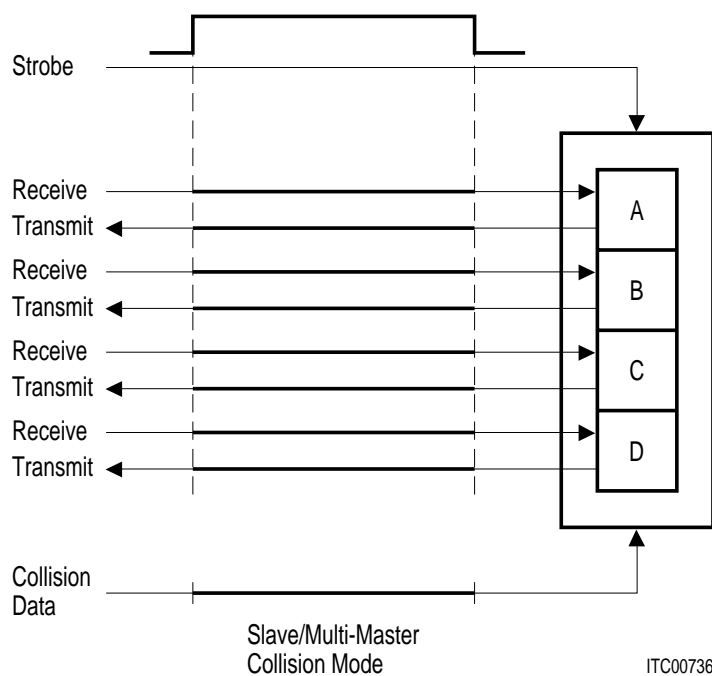 Strobe
Receive
A
Transmit
Receive
B
Transmit
Receive
C
Transmit
Receive
D
Transmit
Collision
Data
Slave/Multi-Master
Collision Mode
ITC00736